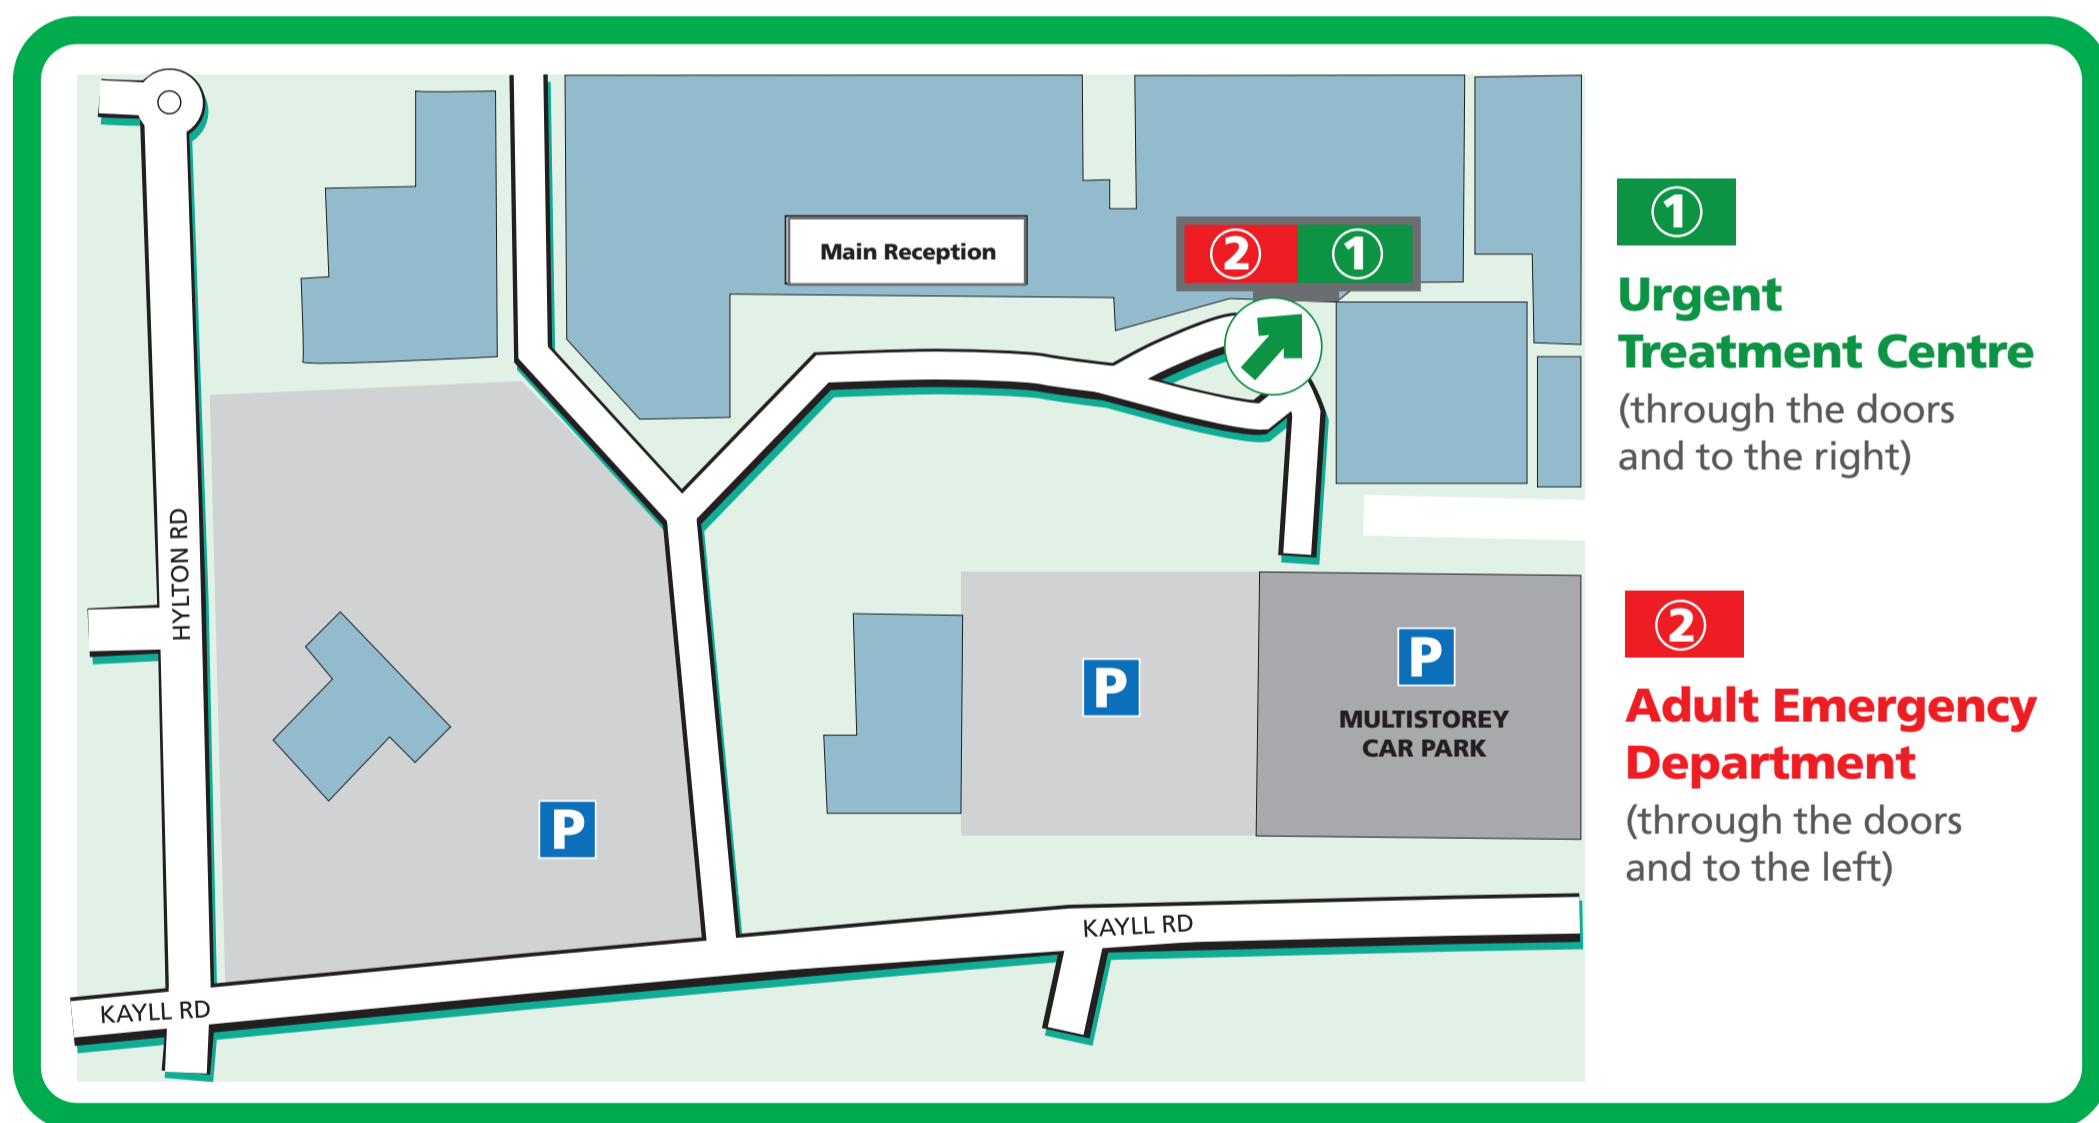 Main Reception
② ①
HYLTON RD
P
P
P
MULTISTOREY
CAR PARK
KAYLL RD
KAYLL RD
①
Urgent
Treatment Centre
(through the doors
and to the right)
②
Adult Emergency
Department
(through the doors
and to the left)